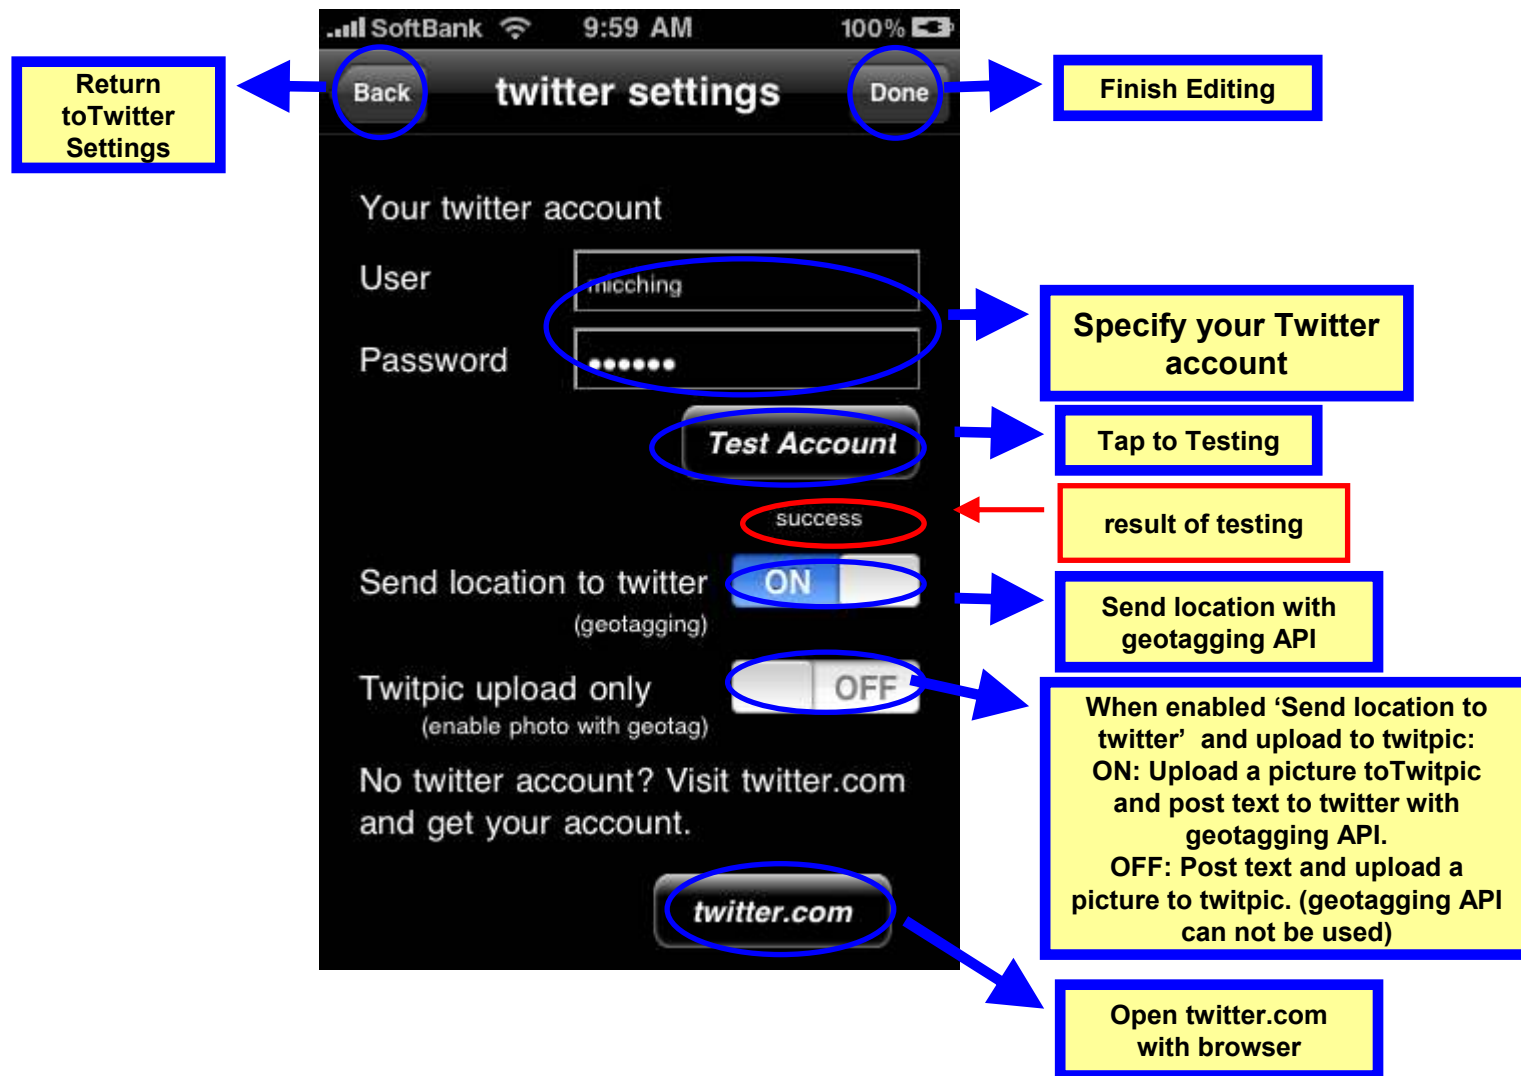 SoftBank 9:59 AM 100%
Back twitter settings Done
Return
toTwitter
Settings
Finish Editing
Your twitter account
User micching
Password ••••••
Specify your Twitter
account
Test Account
Tap to Testing
success
result of testing
Send location to twitter ON
(geotagging)
Send location with
geotagging API
Twitpic upload only OFF
(enable photo with geotag)
When enabled ‘Send location to
twitter’ and upload to twitpic:
ON: Upload a picture toTwitpic
and post text to twitter with
geotagging API.
OFF: Post text and upload a
picture to twitpic. (geotagging API
can not be used)
No twitter account? Visit twitter.com
and get your account.
twitter.com
Open twitter.com
with browser